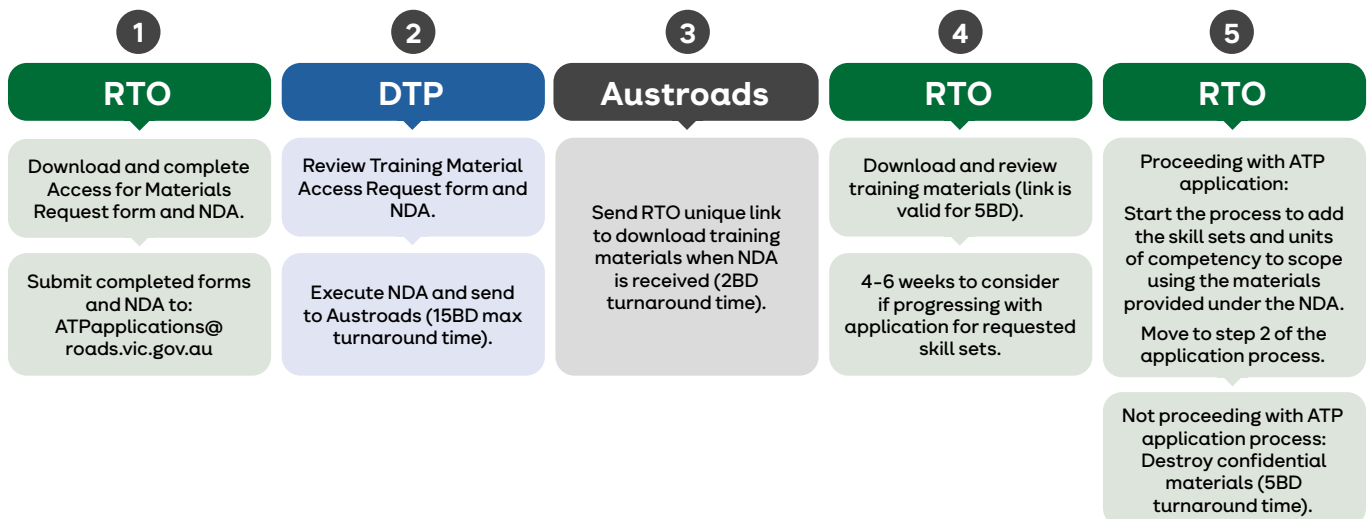 1
RTO
Download and complete
Access for Materials
Request form and NDA.
Submit completed forms
and NDA to:
ATPapplications@
roads.vic.gov.au
2
DTP
Review Training Material
Access Request form and
NDA.
Execute NDA and send
to Austroads (15BD max
turnaround time).
3
Austroads
Send RTO unique link
to download training
materials when NDA
is received (2BD
turnaround time).
4
RTO
Download and review
training materials (link is
valid for 5BD).
4-6 weeks to consider
if progressing with
application for requested
skill sets.
5
RTO
Proceeding with ATP
application:
Start the process to add
the skill sets and units
of competency to scope
using the materials
provided under the NDA.
Move to step 2 of the
application process.
Not proceeding with ATP
application process:
Destroy confidential
materials (5BD
turnaround time).